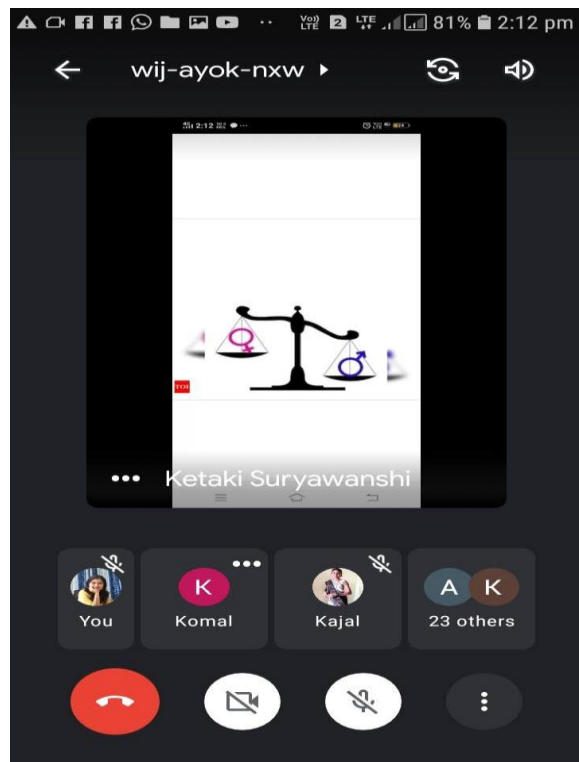 81% 2:12 pm
wij-ayok-nxw
2:12
TOI
Ketaki Suryawanshi
K
A K
You
Komal
Kajal
23 others